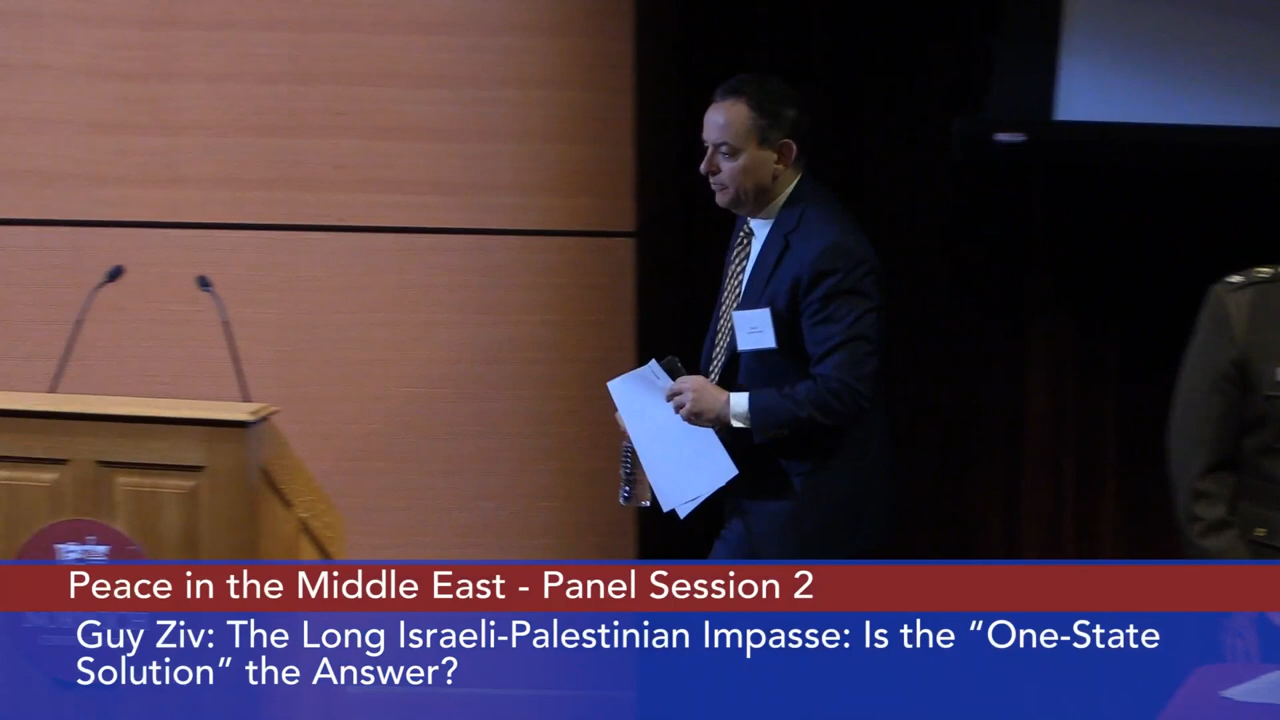 Peace in the Middle East - Panel Session 2
Guy Ziv: The Long Israeli-Palestinian Impasse: Is the “One-State
Solution” the Answer?